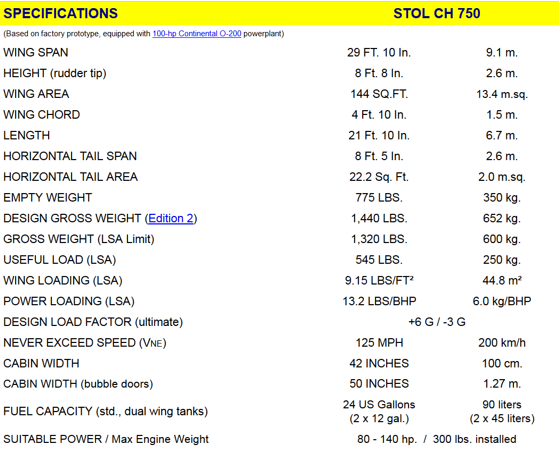 SPECIFICATIONS STOL CH 750
(Based on factory prototype, equipped with 100-hp Continental O-200 powerplant)
WING SPAN 29 FT. 10 In. 9.1 m.
HEIGHT (rudder tip) 8 Ft. 8 In. 2.6 m.
WING AREA 144 SQ.FT. 13.4 m.sq.
WING CHORD 4 Ft. 10 In. 1.5 m.
LENGTH 21 FT. 10 In. 6.7 m.
HORIZONTAL TAIL SPAN 8 Ft. 5 In. 2.6 m.
HORIZONTAL TAIL AREA 22.2 Sq. Ft. 2.0 m.sq.
EMPTY WEIGHT 775 LBS. 350 kg.
DESIGN GROSS WEIGHT (Edition 2) 1,440 LBS. 652 kg.
GROSS WEIGHT (LSA Limit) 1,320 LBS. 600 kg.
USEFUL LOAD (LSA) 545 LBS. 250 kg.
WING LOADING (LSA) 9.15 LBS/FT² 44.8 m²
POWER LOADING (LSA) 13.2 LBS/BHP 6.0 kg/BHP
DESIGN LOAD FACTOR (ultimate) +6 G / -3 G
NEVER EXCEED SPEED (VNE) 125 MPH 200 km/h
CABIN WIDTH 42 INCHES 100 cm.
CABIN WIDTH (bubble doors) 50 INCHES 1.27 m.
FUEL CAPACITY (std., dual wing tanks) 24 US Gallons 90 liters
(2 x 12 gal.) (2 x 45 liters)
SUITABLE POWER / Max Engine Weight 80 - 140 hp. / 300 lbs. installed